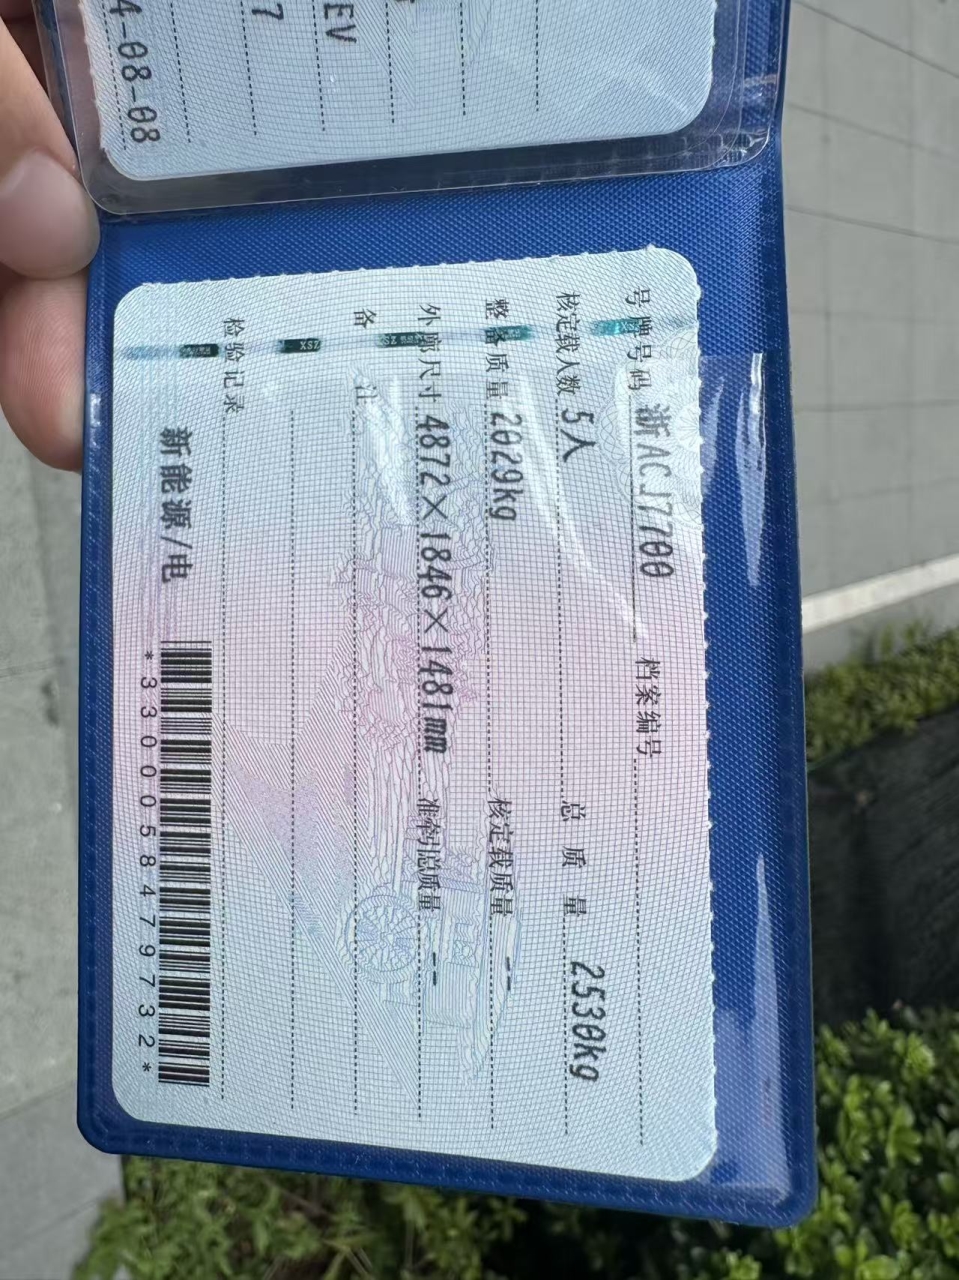 EV
7
4-08-08
号牌号码 浙ACJ7700 档案编号
核定载人数 5人 总质量 2530kg
整备质量 2029kg 核定载质量 --
外廓尺寸 4872×1846×1481mm 准牵引总质量 --
备注
检验记录
新能源/电
*3300058479732*